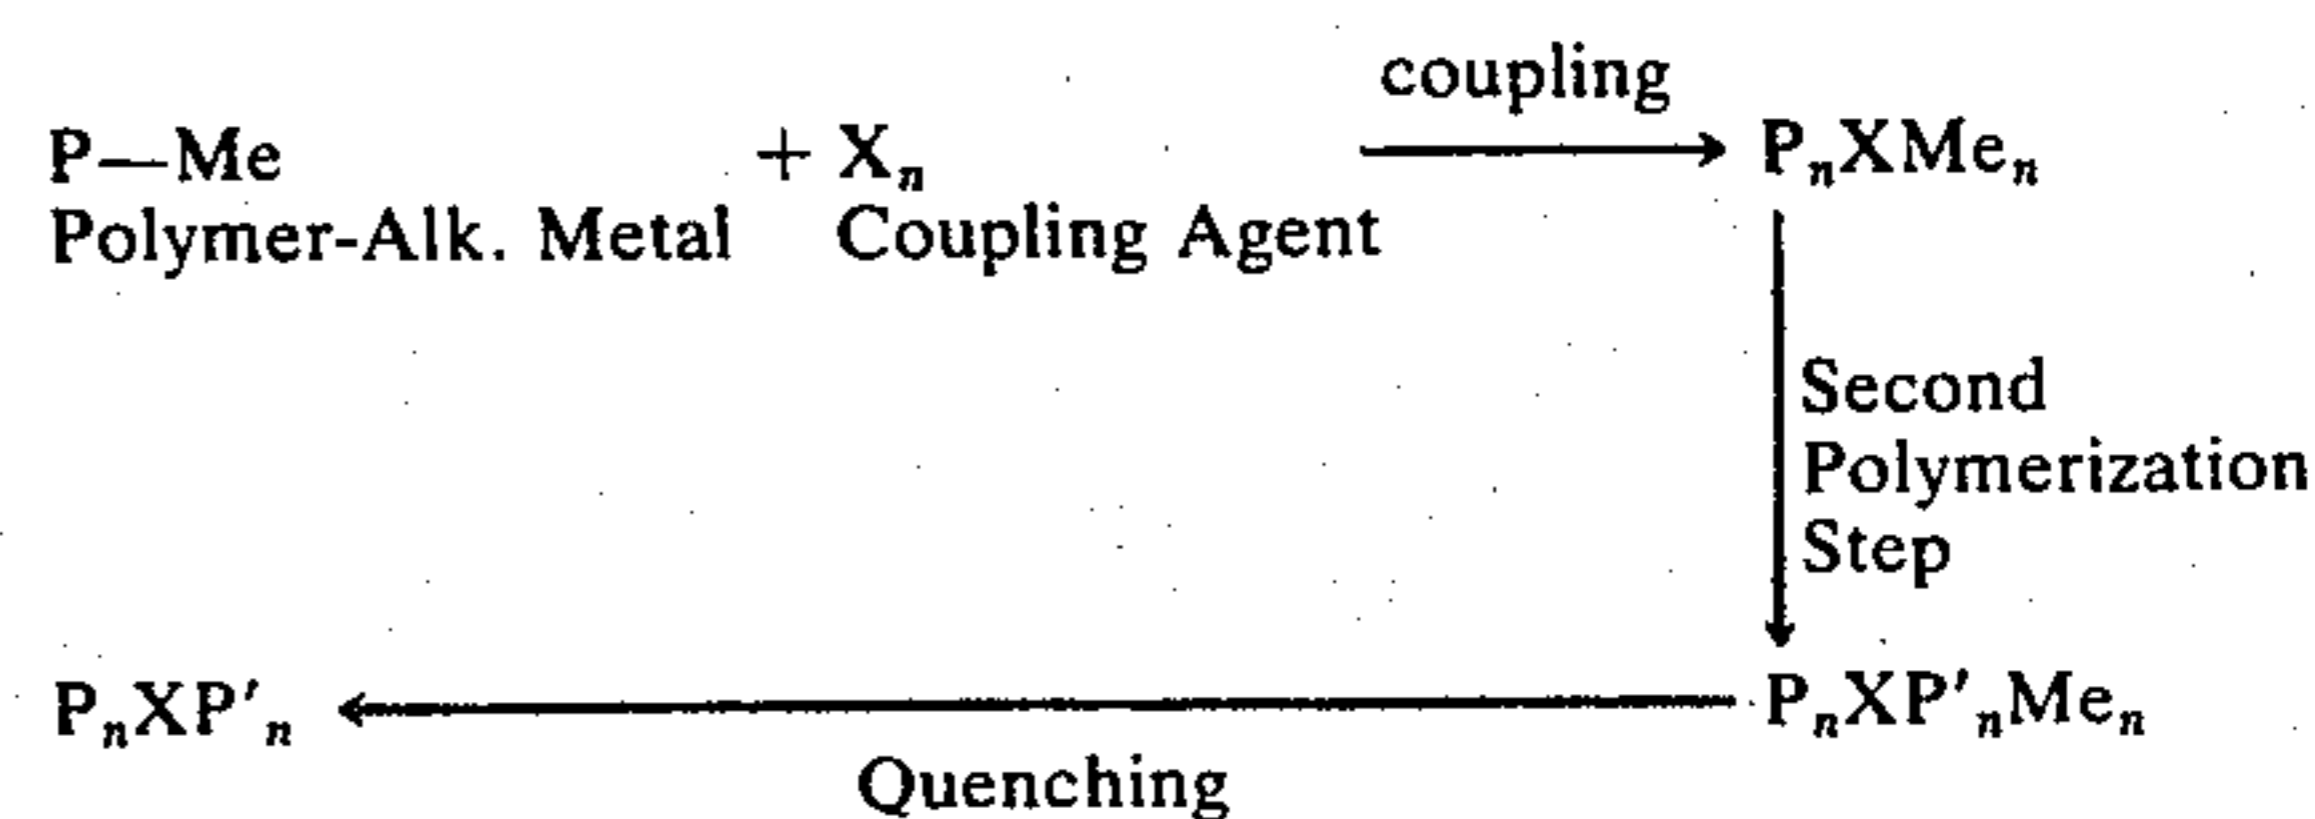 coupling
P—Me + Xₙ → PₙXMeₙ
Polymer-Alk. Metal Coupling Agent
Second
Polymerization
Step
PₙXP′ₙ ← PₙXP′ₙMeₙ
Quenching